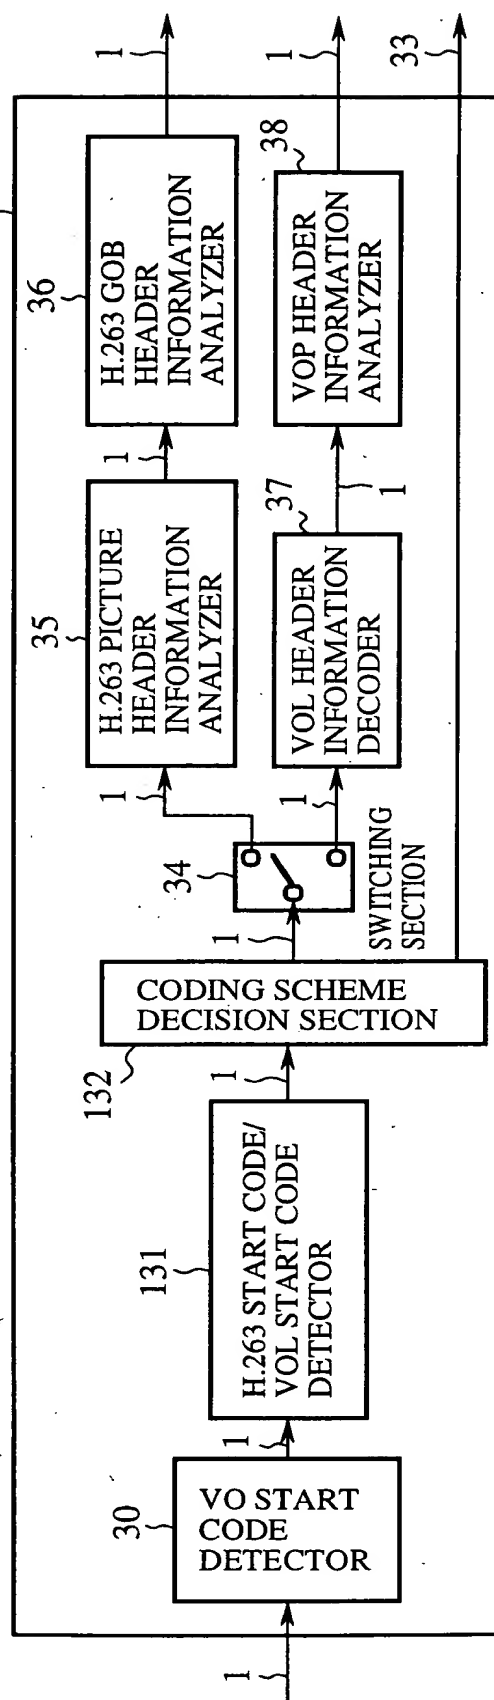 1
30
VO START
CODE
DETECTOR
1
131
H.263 START CODE/
VOL START CODE
DETECTOR
1
132
CODING SCHEME
DECISION SECTION
1
34
SWITCHING
SECTION
1
35
H.263 PICTURE
HEADER
INFORMATION
ANALYZER
1
36
H.263 GOB
HEADER
INFORMATION
ANALYZER
1
1
37
VOL HEADER
INFORMATION
DECODER
1
38
VOP HEADER
INFORMATION
ANALYZER
1
33